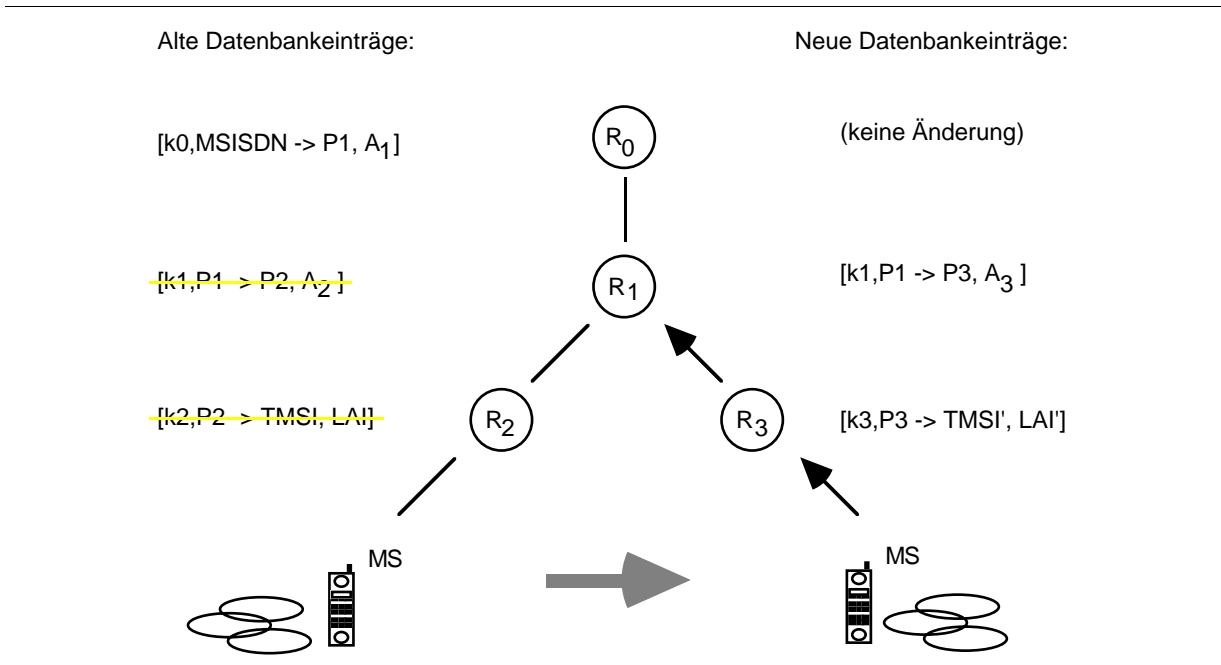 Alte Datenbankeinträge:
Neue Datenbankeinträge:
[k0,MSISDN -> P1, A1]
R0
(keine Änderung)
[k1,P1 -> P2, A2 ]
R1
[k1,P1 -> P3, A3 ]
[k2,P2 -> TMSI, LAI]
R2
R3
[k3,P3 -> TMSI', LAI']
MS
MS